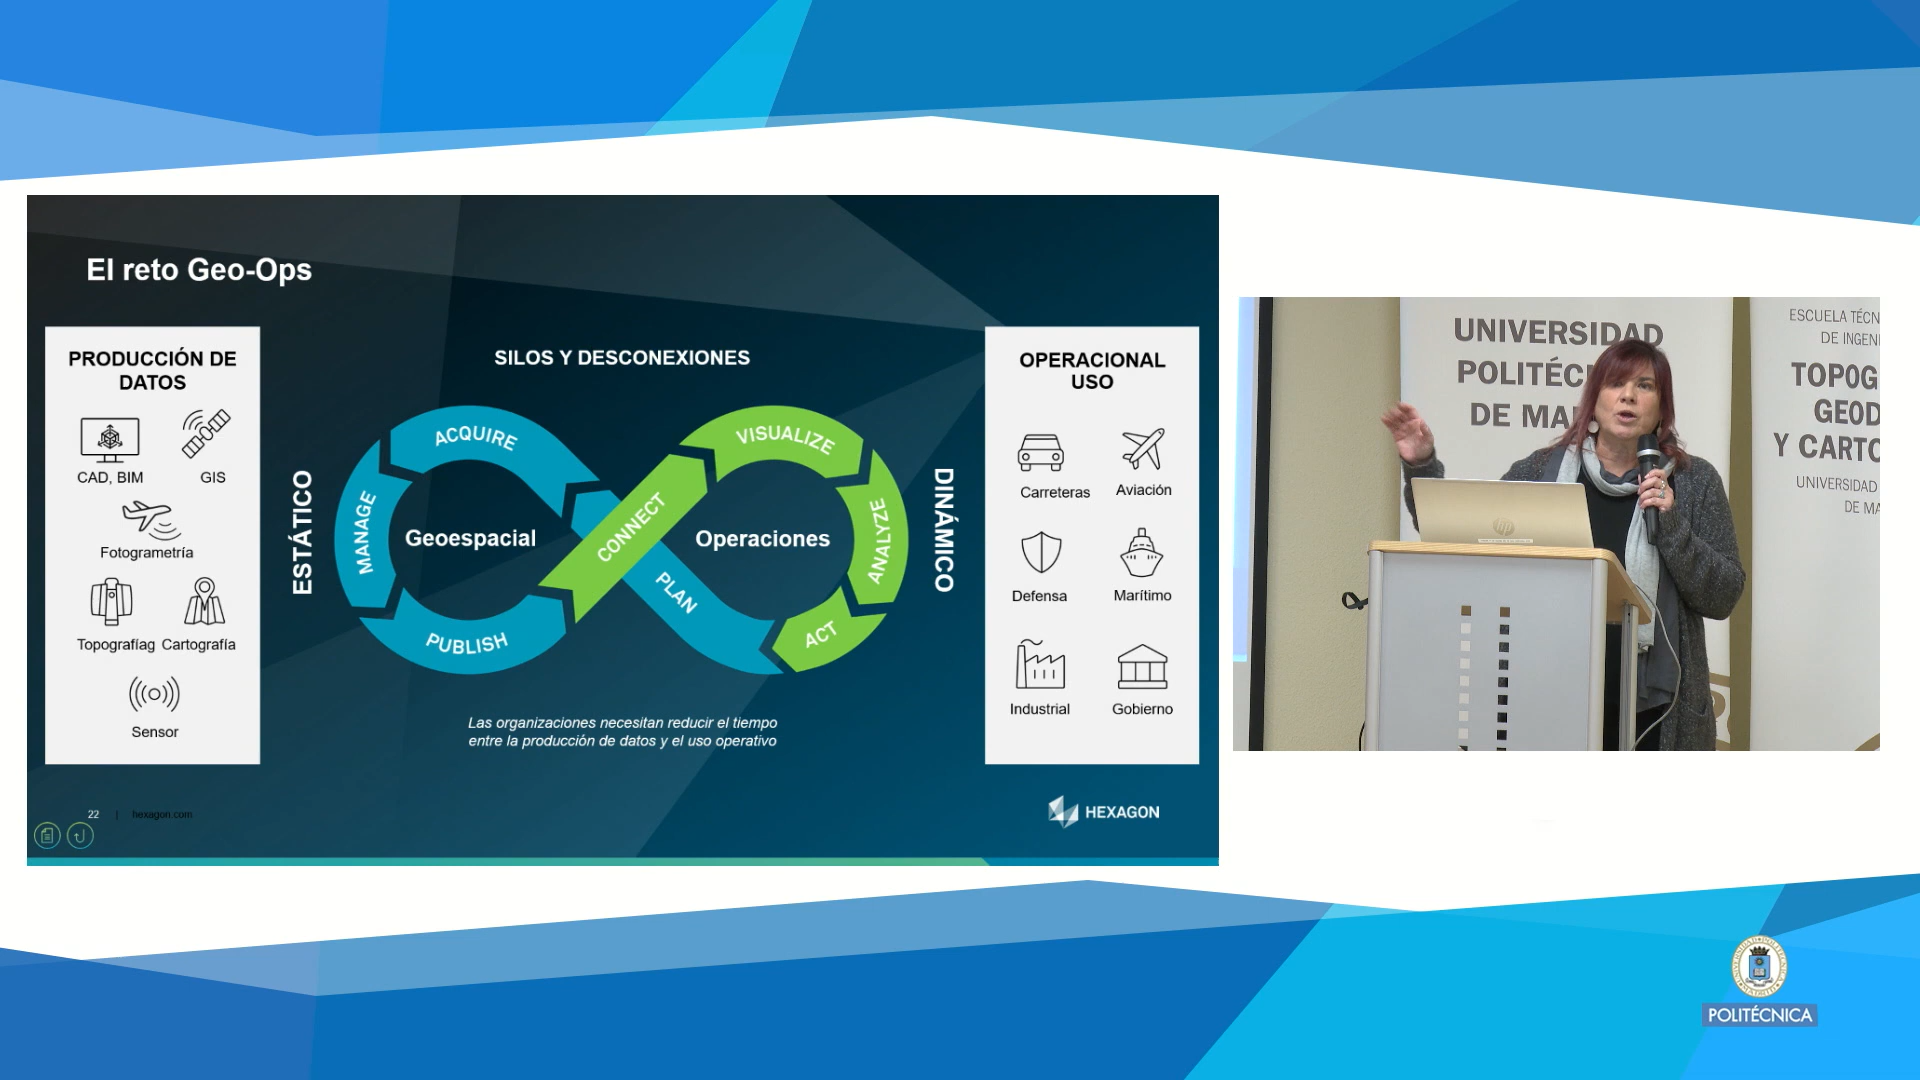 El reto Geo-Ops
PRODUCCIÓN DE
DATOS
CAD, BIM
GIS
Fotogrametría
Topografíag
Cartografía
Sensor
SILOS Y DESCONEXIONES
ESTÁTICO
ACQUIRE
MANAGE
PUBLISH
Geoespacial
CONNECT
PLAN
VISUALIZE
ANALYZE
ACT
Operaciones
DINÁMICO
Las organizaciones necesitan reducir el tiempo
entre la producción de datos y el uso operativo
OPERACIONAL
USO
Carreteras
Aviación
Defensa
Marítimo
Industrial
Gobierno
22 | hexagon.com
HEXAGON
UNIVERSIDAD
POLITÉC
DE MA
ESCUELA TÉCN
DE INGENI
TOPOG
GEOD
Y CARTO
UNIVERSIDAD
DE MA
hp
POLITÉCNICA